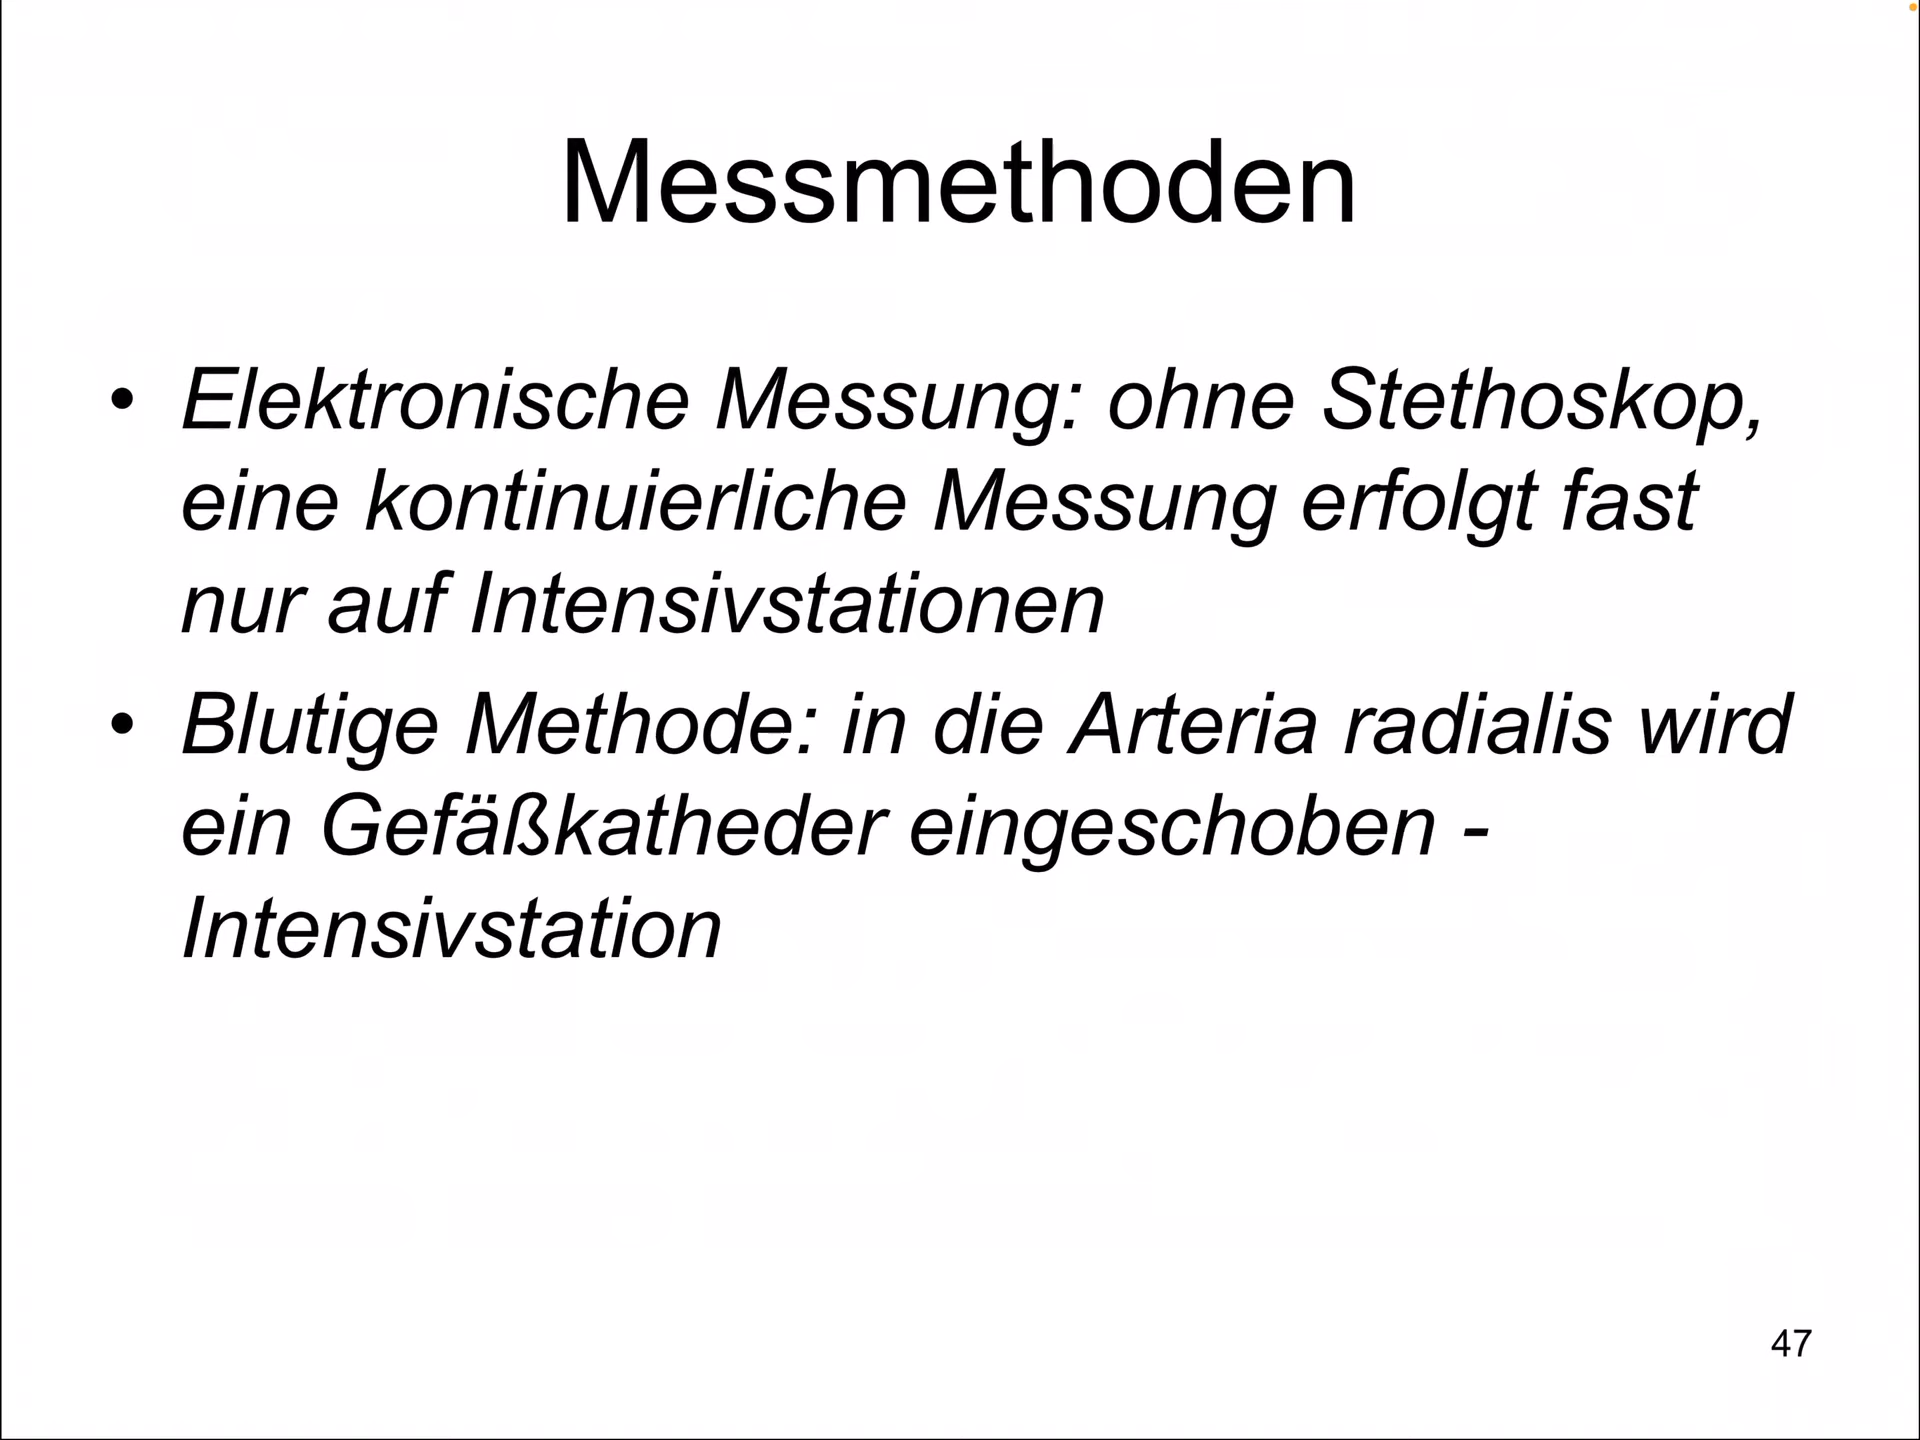 Messmethoden
• Elektronische Messung: ohne Stethoskop,
eine kontinuierliche Messung erfolgt fast
nur auf Intensivstationen
• Blutige Methode: in die Arteria radialis wird
ein Gefäßkatheder eingeschoben -
Intensivstation
47